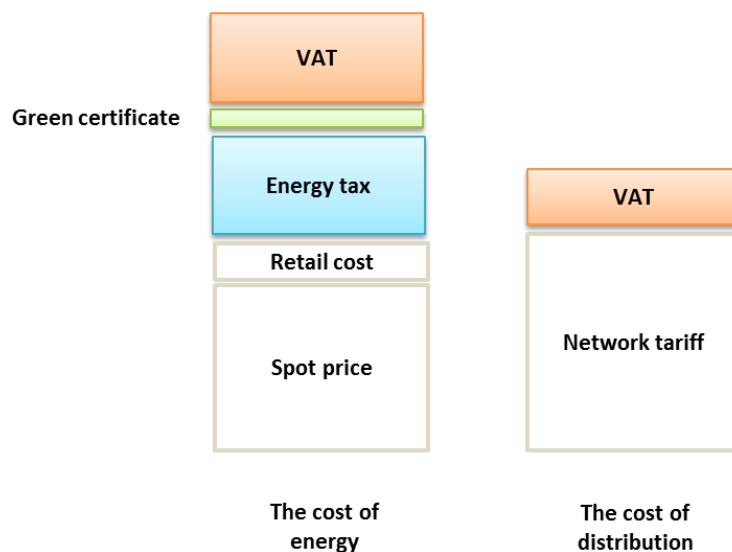 VAT
Green certificate
Energy tax
VAT
Retail cost
Network tariff
Spot price
The cost of
energy
The cost of
distribution